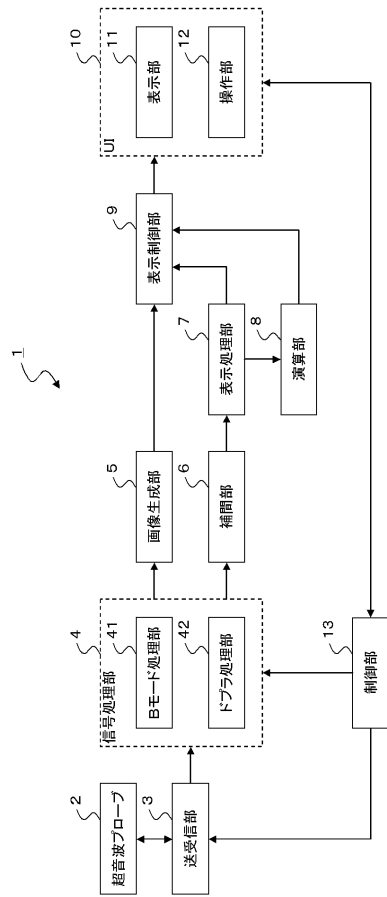 1
2
超音波プローブ
3
送受信部
4
信号処理部
41
Bモード処理部
42
ドプラ処理部
5
画像生成部
6
補間部
7
表示処理部
8
演算部
9
表示制御部
10
UI
11
表示部
12
操作部
13
制御部